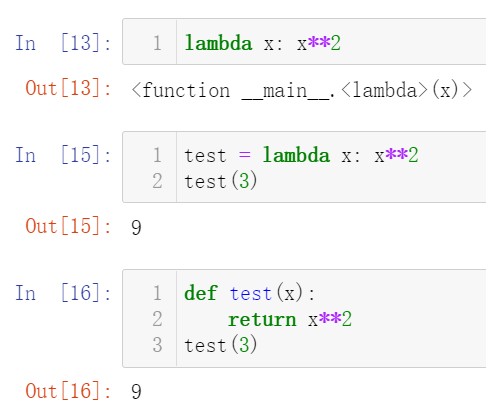 In [13]: 1 lambda x: x**2
Out[13]: <function __main__.<lambda>(x)>
In [15]: 1 test = lambda x: x**2
2 test(3)
Out[15]: 9
In [16]: 1 def test(x):
2     return x**2
3 test(3)
Out[16]: 9